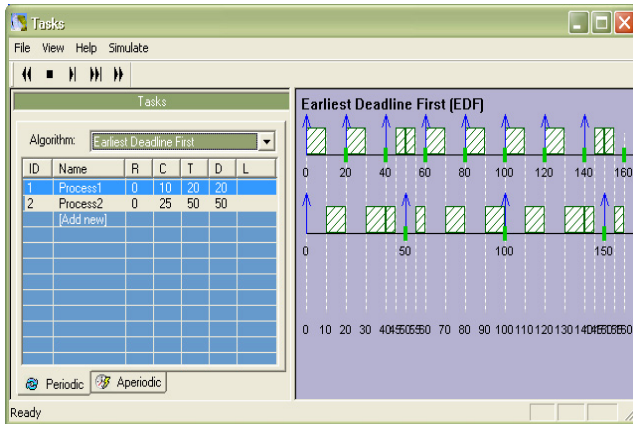 Tasks
File View Help Simulate
Tasks
Algorithm: Earliest Deadline First
ID Name R C T D L
1 Process1 0 10 20 20
2 Process2 0 25 50 50
[Add new]
Periodic Aperiodic
Ready
Earliest Deadline First (EDF)
0 20 40 60 80 100 120 140 160
0 50 100 150
0 10 20 30 60 70 80 90 100 110 120 130